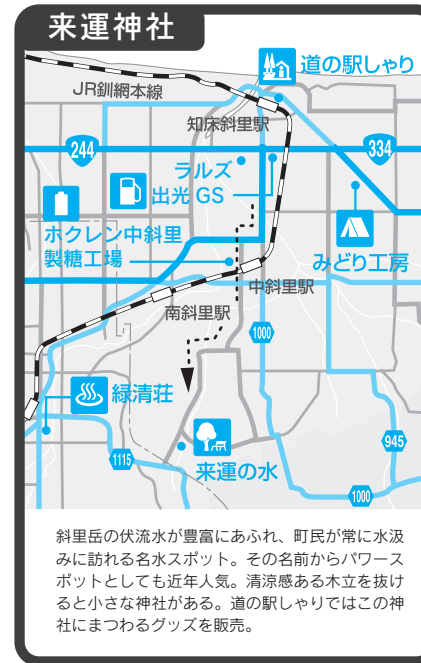 来運神社
道の駅しゃり
JR釧網本線
知床斜里駅
244
334
ラルズ
出光 GS
ホクレン中斜里
製糖工場
みどり工房
中斜里駅
南斜里駅
1000
緑清荘
945
1115
来運の水
1000
斜里岳の伏流水が豊富にあふれ、町民が常に水汲
みに訪れる名水スポット。その名前からパワース
ポットとしても近年人気。清涼感ある木立を抜け
ると小さな神社がある。道の駅しゃりではこの神
社にまつわるグッズを販売。